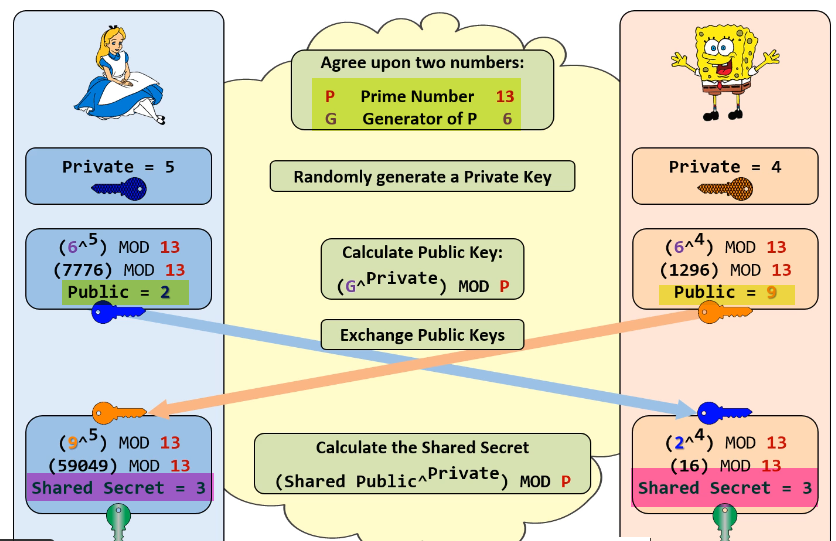 Agree upon two numbers:
P Prime Number 13
G Generator of P 6
Private = 5
Randomly generate a Private Key
Private = 4
(6^5) MOD 13
(7776) MOD 13
Public = 2
Calculate Public Key:
(G^Private) MOD P
(6^4) MOD 13
(1296) MOD 13
Public = 9
Exchange Public Keys
(9^5) MOD 13
(59049) MOD 13
Shared Secret = 3
Calculate the Shared Secret
(Shared Public^Private) MOD P
(2^4) MOD 13
(16) MOD 13
Shared Secret = 3